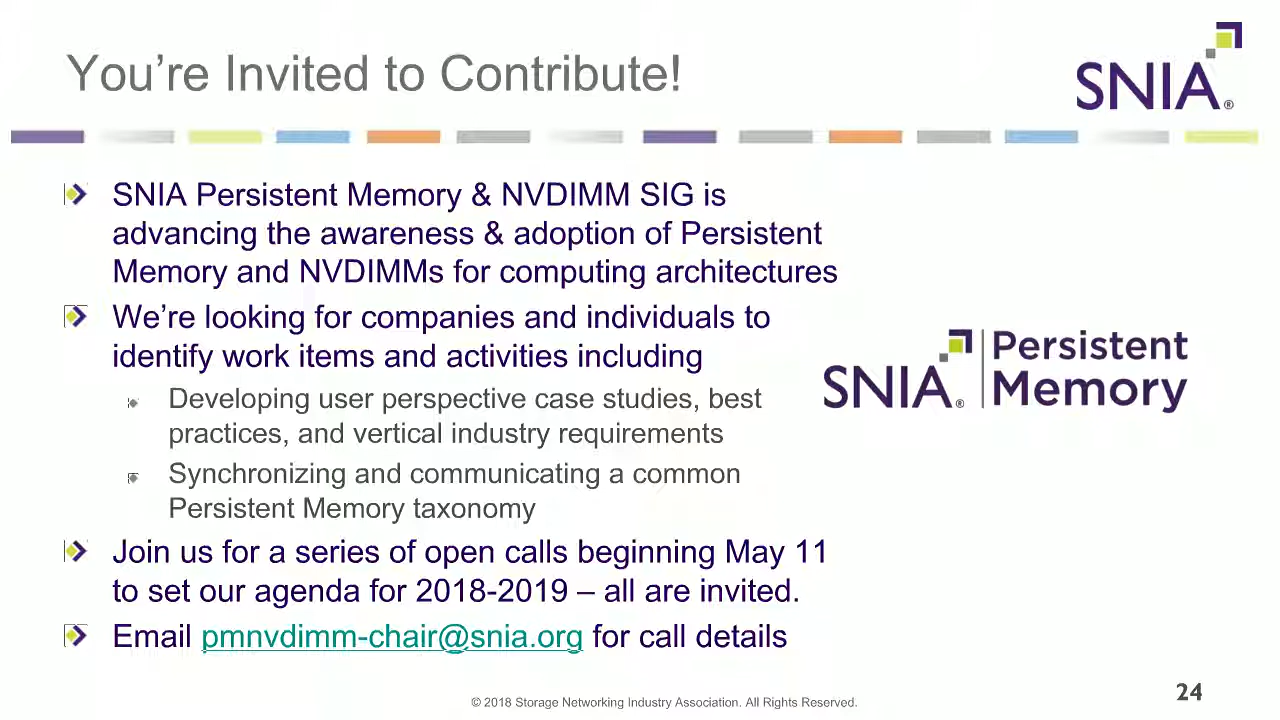 You're Invited to Contribute!
SNIA®
SNIA Persistent Memory & NVDIMM SIG is
advancing the awareness & adoption of Persistent
Memory and NVDIMMs for computing architectures
We're looking for companies and individuals to
identify work items and activities including
Developing user perspective case studies, best
practices, and vertical industry requirements
Synchronizing and communicating a common
Persistent Memory taxonomy
Join us for a series of open calls beginning May 11
to set our agenda for 2018-2019 – all are invited.
Email pmnvdimm-chair@snia.org for call details
SNIA® Persistent
Memory
© 2018 Storage Networking Industry Association. All Rights Reserved.
24